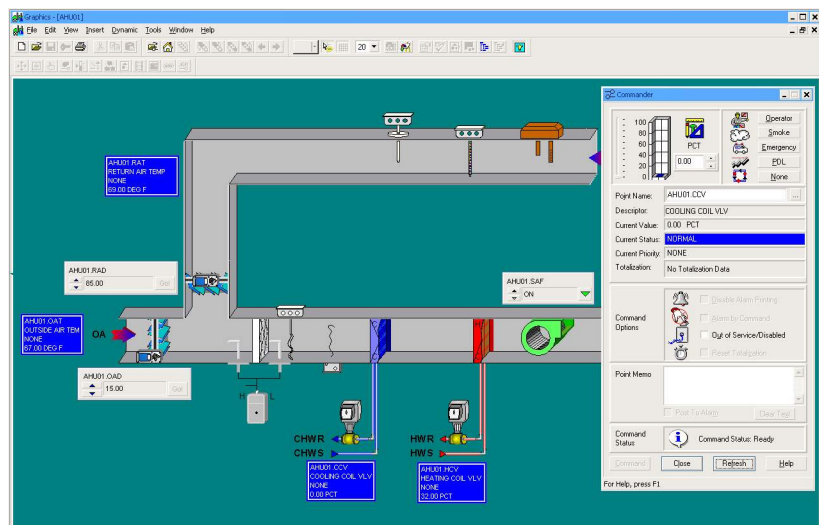 Graphics - [AHU01]
File Edit View Insert Dynamic Tools Window Help
20
AHU01.RAT
RETURN AIR TEMP
NONE
69.00 DEG F
AHU01.RAD
85.00
Go!
AHU01.OAT
OUTSIDE AIR TEM
NONE
67.00 DEG F
OA
AHU01.OAD
15.00
Go!
H L
AHU01.SAF
ON
CHWR
CHWS
HWR
HWS
AHU01.CCV
COOLING COIL VLV
NONE
0.00 PCT
AHU01.HCV
HEATING COIL VLV
NONE
32.00 PCT
Commander
100
80
60
40
20
0
PCT
0.00
Operator
Smoke
Emergency
PDL
None
Point Name: AHU01.CCV ...
Descriptor: COOLING COIL VLV
Current Value: 0.00 PCT
Current Status: NORMAL
Current Priority: NONE
Totalization: No Totalization Data
Command Options
Disable Alarm Printing
Alarm by Command
Out of Service/Disabled
Reset Totalization
Point Memo
Post To Alarm Clear Text
Command Status
Command Status: Ready
Command Close Refresh Help
For Help, press F1